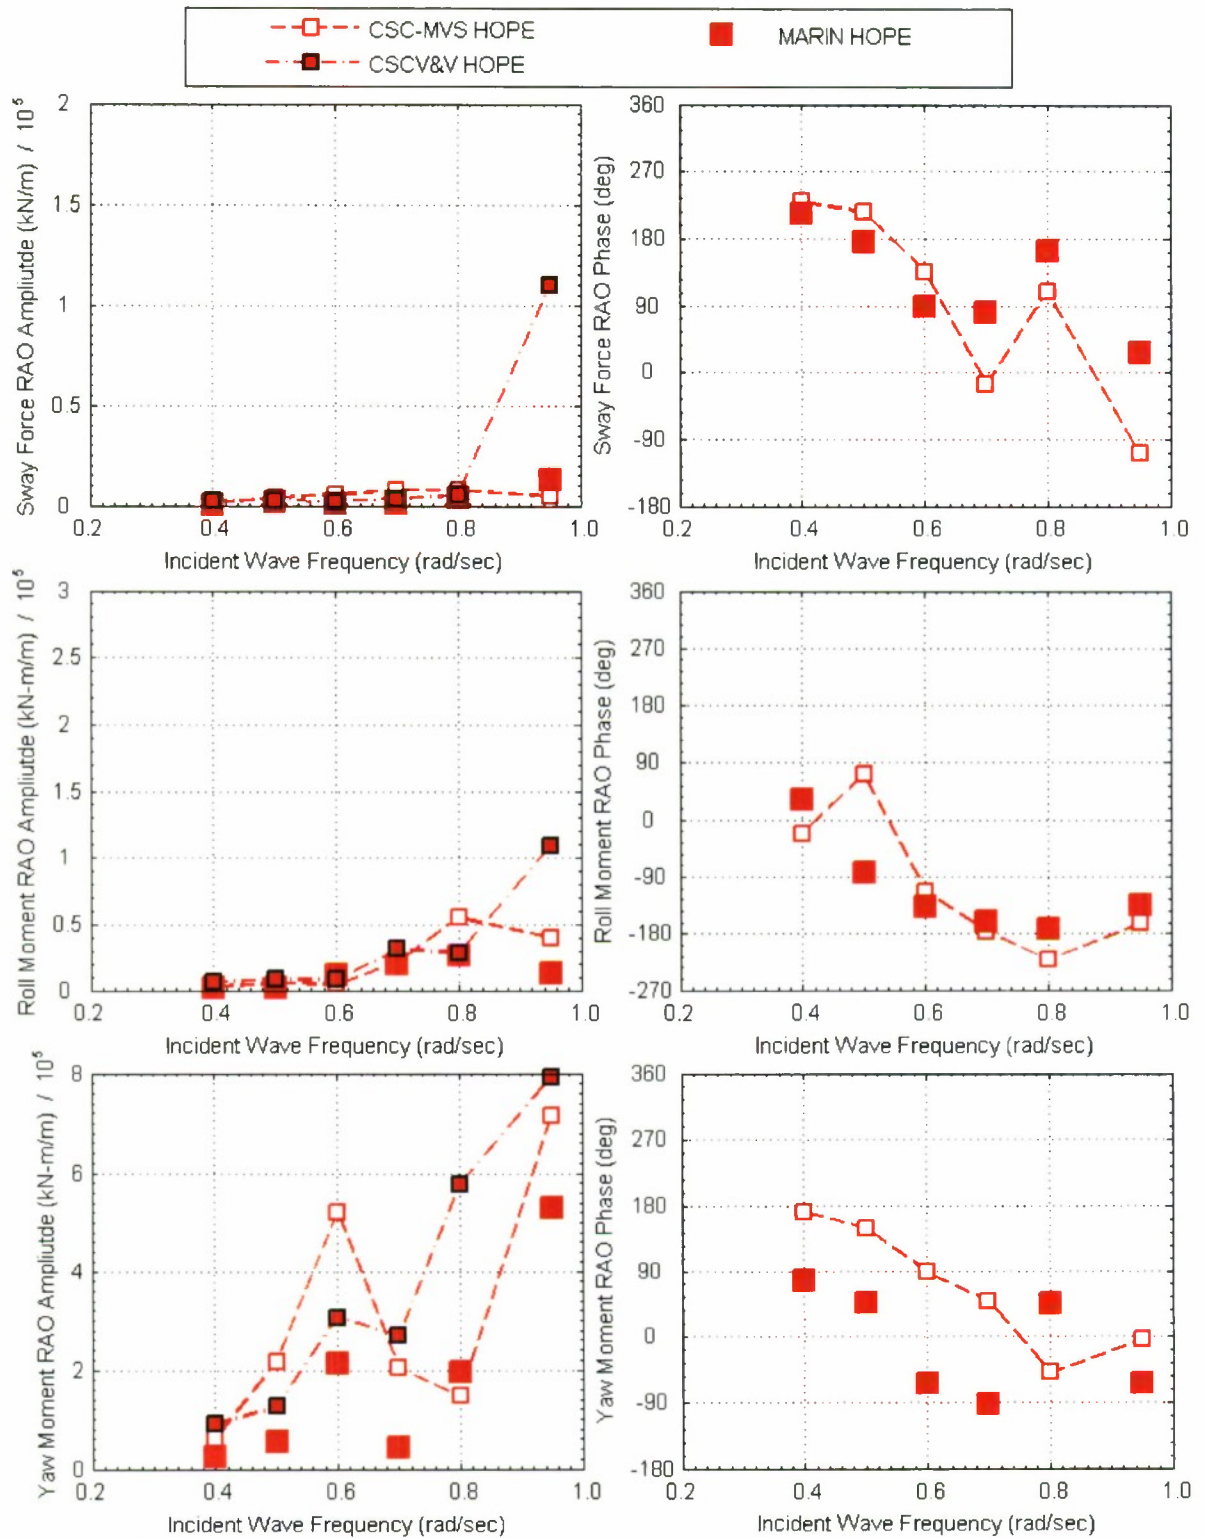 CSC-MVS HOPE
MARIN HOPE
CSCV&V HOPE
Sway Force RAO Ampliutde (kN/m) / 10^5
2
1.5
1
0.5
0
0.2 0.4 0.6 0.8 1.0
Incident Wave Frequency (rad/sec)
Sway Force RAO Phase (deg)
360
270
180
90
0
-90
-180
0.2 0.4 0.6 0.8 1.0
Incident Wave Frequency (rad/sec)
Roll Moment RAO Ampliutde (kN-m/m) / 10^5
3
2.5
2
1.5
1
0.5
0
0.2 0.4 0.6 0.8 1.0
Incident Wave Frequency (rad/sec)
Roll Moment RAO Phase (deg)
360
270
180
90
0
-90
-180
-270
0.2 0.4 0.6 0.8 1.0
Incident Wave Frequency (rad/sec)
Yaw Moment RAO Ampliutde (kN-m/m) / 10^5
8
6
4
2
0
0.2 0.4 0.6 0.8 1.0
Incident Wave Frequency (rad/sec)
Yaw Moment RAO Phase (deg)
360
270
180
90
0
-90
-180
0.2 0.4 0.6 0.8 1.0
Incident Wave Frequency (rad/sec)